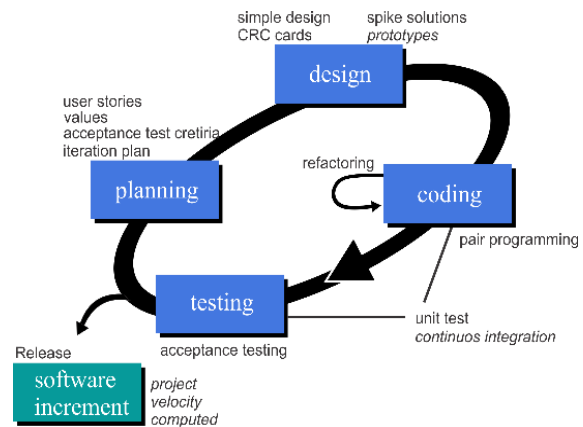 simple design
CRC cards
spike solutions
prototypes
design
user stories
values
acceptance test cretiria
iteration plan
planning
refactoring
coding
pair programming
testing
acceptance testing
unit test
continuos integration
Release
software
increment
project
velocity
computed